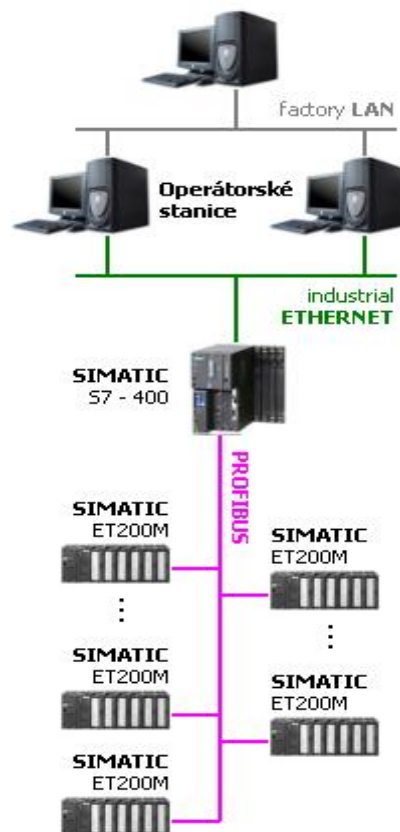 factory LAN
Operátorské
stanice
industrial
ETHERNET
SIMATIC
S7 - 400
PROFIBUS
SIMATIC
ET200M
SIMATIC
ET200M
SIMATIC
ET200M
SIMATIC
ET200M
SIMATIC
ET200M